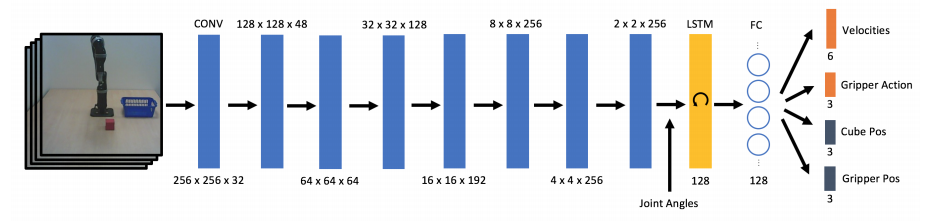 CONV
128 x 128 x 48
32 x 32 x 128
8 x 8 x 256
2 x 2 x 256
LSTM
FC
256 x 256 x 32
64 x 64 x 64
16 x 16 x 192
4 x 4 x 256
128
128
Joint Angles
Velocities
6
Gripper Action
3
Cube Pos
3
Gripper Pos
3